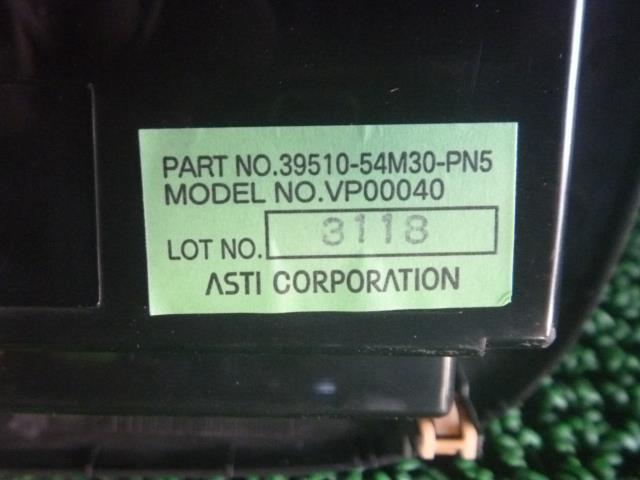 PART NO.39510-54M30-PN5
MODEL NO.VP00040
LOT NO. 3118
ASTI CORPORATION